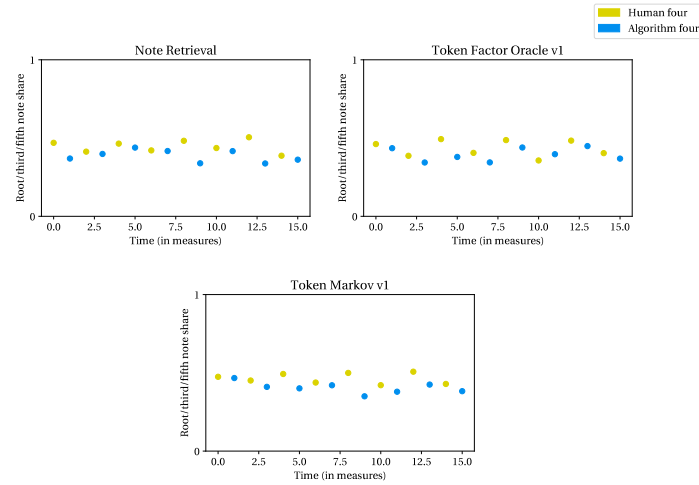 Human four
Algorithm four
Note Retrieval
1
0
Root/third/fifth note share
0.0 2.5 5.0 7.5 10.0 12.5 15.0
Time (in measures)
Token Factor Oracle v1
1
0
Root/third/fifth note share
0.0 2.5 5.0 7.5 10.0 12.5 15.0
Time (in measures)
Token Markov v1
1
0
Root/third/fifth note share
0.0 2.5 5.0 7.5 10.0 12.5 15.0
Time (in measures)